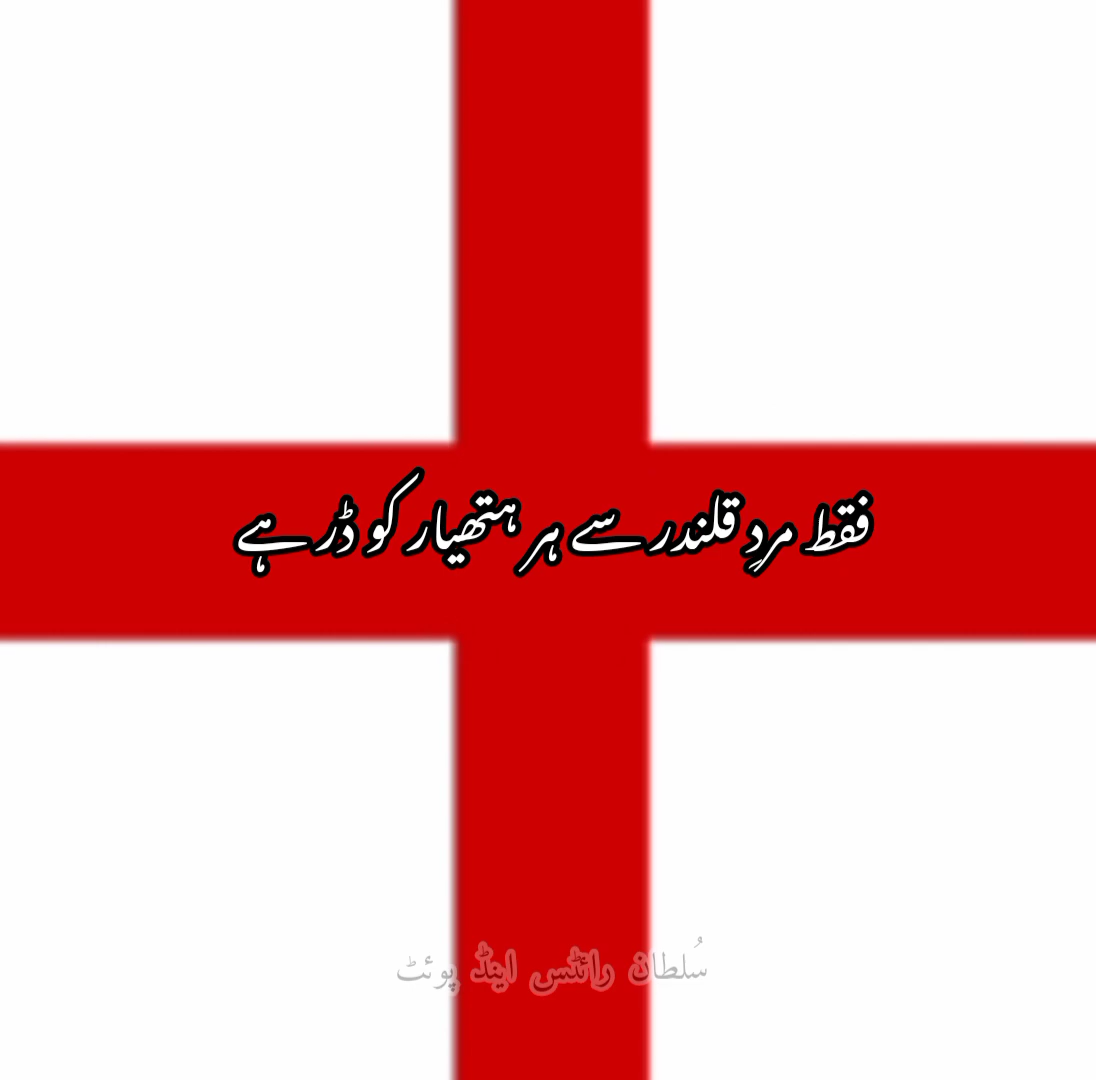 فقط مردِ قلندر سے ہر ہتھیار کو ڈر ہے
سُلطان رائٹس اینڈ پوئٹ